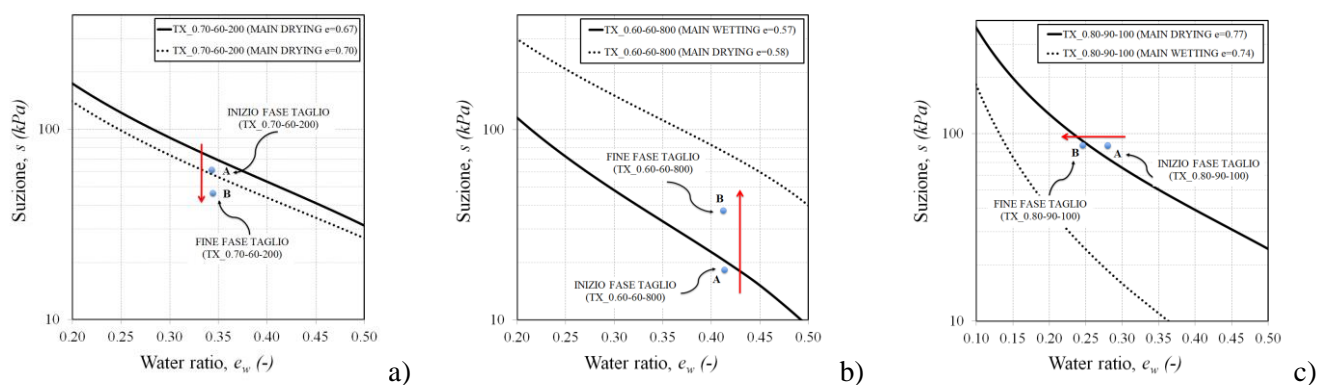 TX_0.70-60-200 (MAIN DRYING e=0.67)
TX_0.70-60-200 (MAIN DRYING e=0.70)
Suzione, s (kPa)
100
10
INIZIO FASE TAGLIO
(TX_0.70-60-200)
A
B
FINE FASE TAGLIO
(TX_0.70-60-200)
0.20 0.25 0.30 0.35 0.40 0.45 0.50
Water ratio, e_w (-)
a)
TX_0.60-60-800 (MAIN WETTING e=0.57)
TX_0.60-60-800 (MAIN DRYING e=0.58)
Suzione, s (kPa)
100
10
FINE FASE TAGLIO
(TX_0.60-60-800)
B
INIZIO FASE TAGLIO
(TX_0.60-60-800)
A
0.20 0.25 0.30 0.35 0.40 0.45 0.50
Water ratio, e_w (-)
b)
TX_0.80-90-100 (MAIN DRYING e=0.77)
TX_0.80-90-100 (MAIN WETTING e=0.74)
Suzione, s (kPa)
100
10
B
A
INIZIO FASE TAGLIO
(TX_0.80-90-100)
FINE FASE TAGLIO
(TX_0.80-90-100)
0.10 0.15 0.20 0.25 0.30 0.35 0.40 0.45 0.50
Water ratio, e_w (-)
c)